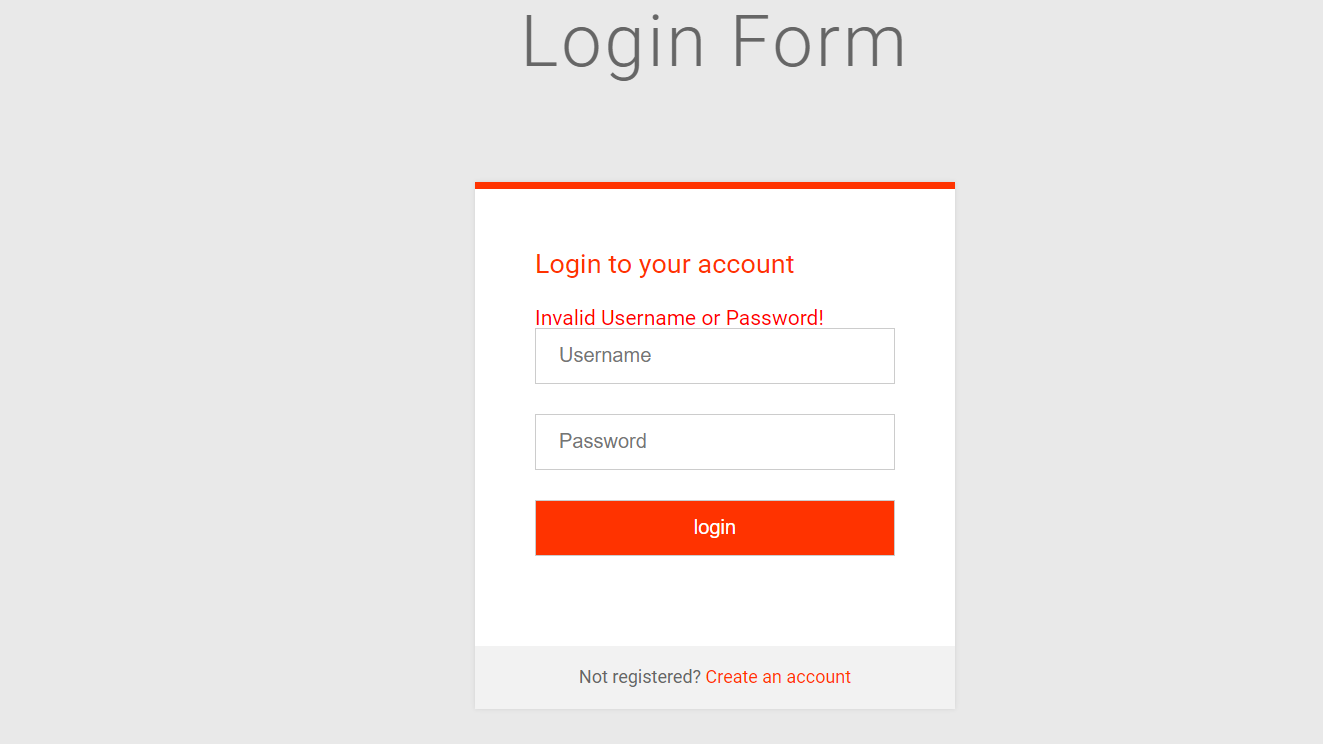 Login Form
Login to your account
Invalid Username or Password!
Username
Password
login
Not registered? Create an account